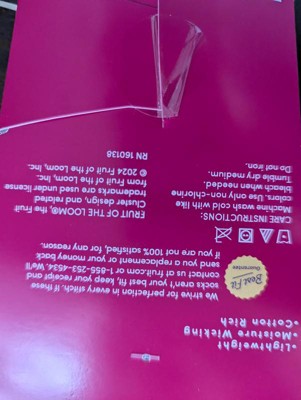 •Lightweight
•Moisture Wicking
•Cotton Rich
Best Fit
Guarantee
We strive for perfection in every stitch. If these
socks aren't your best fit, keep your receipt and
contact us at fruit.com or 1-855-253-4534. We'll
send you a replacement or your money back
if you are not 100% satisfied, for any reason.
CARE INSTRUCTIONS:
Machine wash cold with like
colors. Use only non-chlorine
bleach when needed.
Tumble dry medium.
Do not iron.
FRUIT OF THE LOOM®, the Fruit
Cluster design, and related
trademarks are used under license
from Fruit of the Loom, Inc.
© 2024 Fruit of the Loom, Inc.
RN 160138